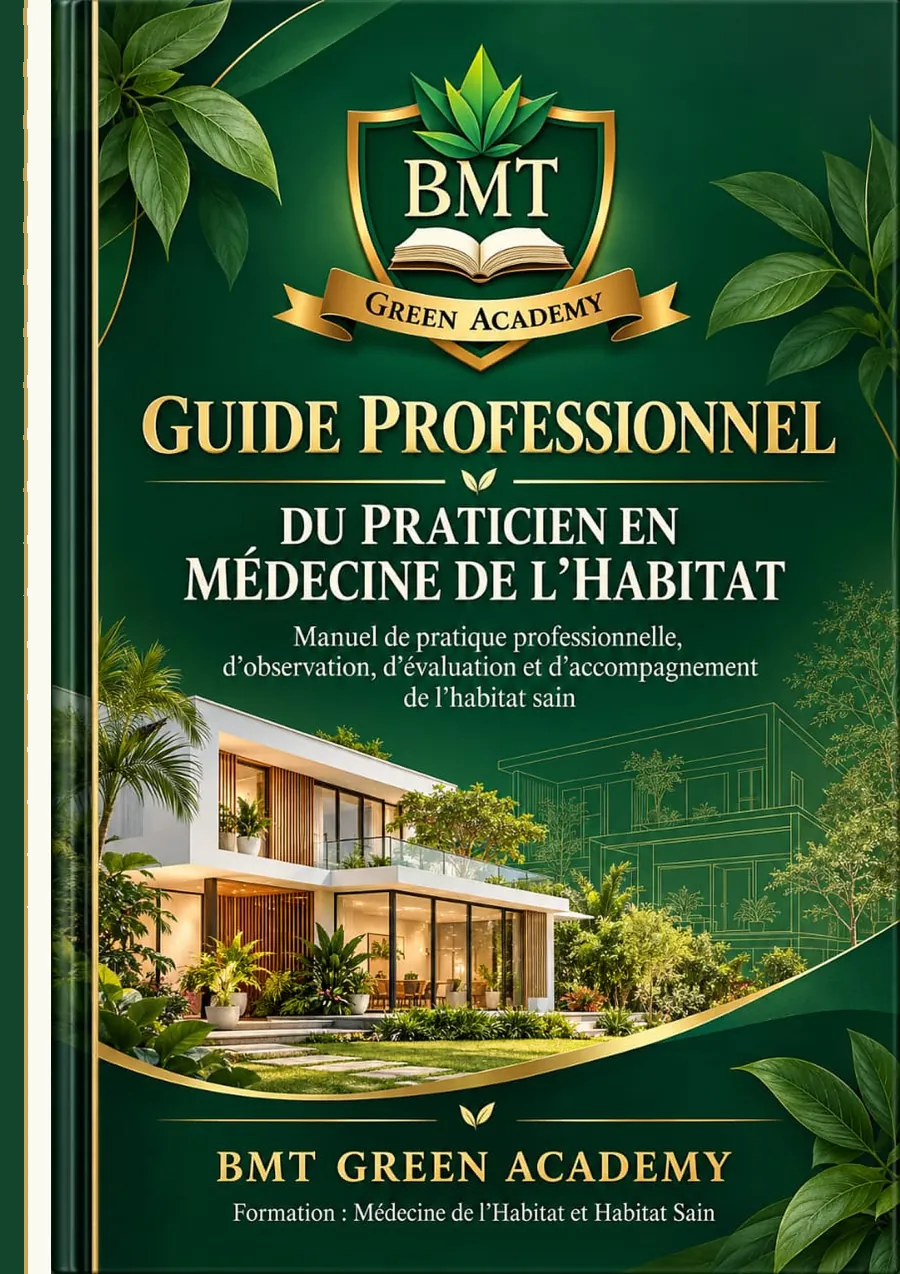 BMT
GREEN ACADEMY
GUIDE PROFESSIONNEL
DU PRATICIEN EN
MÉDECINE DE L’HABITAT
Manuel de pratique professionnelle,
d’observation, d’évaluation et d’accompagnement
de l’habitat sain
BMT GREEN ACADEMY
Formation : Médecine de l’Habitat et Habitat Sain